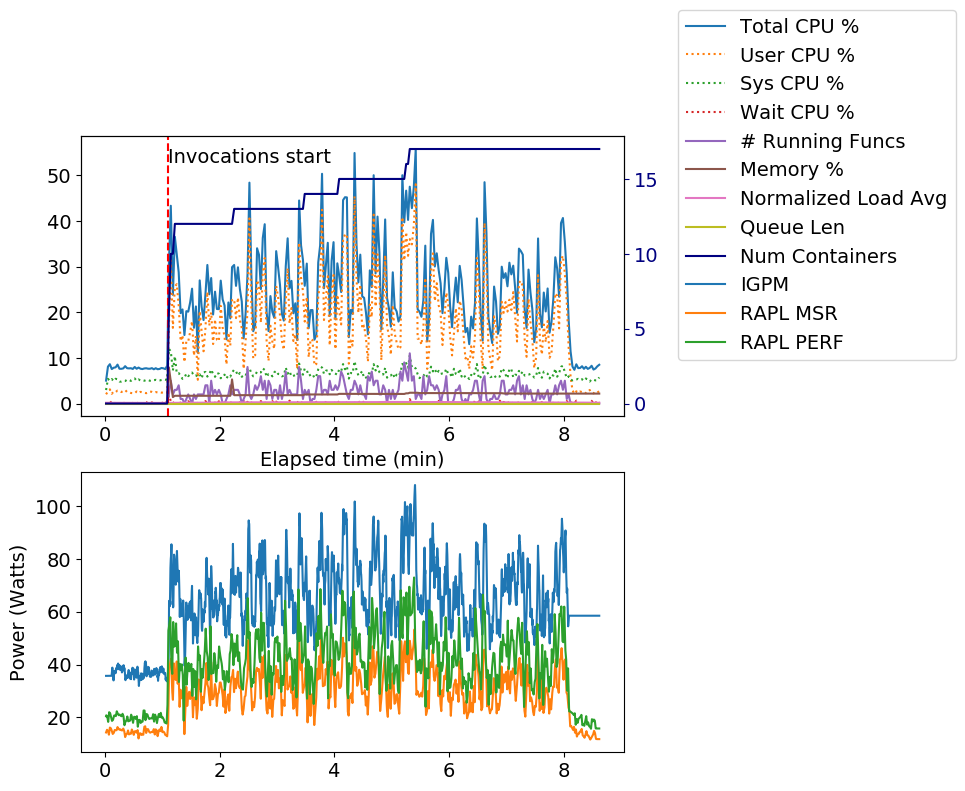 Total CPU %
User CPU %
Sys CPU %
Wait CPU %
# Running Funcs
Memory %
Normalized Load Avg
Queue Len
Num Containers
IGPM
RAPL MSR
RAPL PERF
Invocations start
50
40
30
20
10
0
15
10
5
0
0 2 4 6 8
Elapsed time (min)
Power (Watts)
100
80
60
40
20
0 2 4 6 8